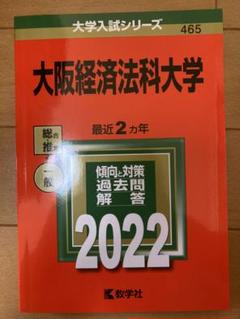 大学入試シリーズ
465
大阪経済法科大学
最近2ヵ年
総合
推薦
一般
傾向と対策
過去問
解答
2022
教学社